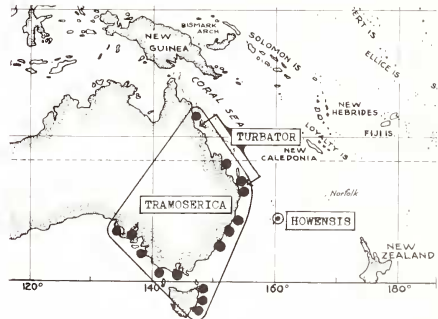 NEW
GUINEA
BISMARK
ARCH
SOLOMON IS
ELLICE IS
CORAL SEA
NEW
HEBRIDES
LOYALTY IS
FIJI IS
TURBATOR
NEW
CALEDONIA
TRAMOSERICA
Norfolk
HOWENSIS
NEW
ZEALAND
120°
140°
160°
180°